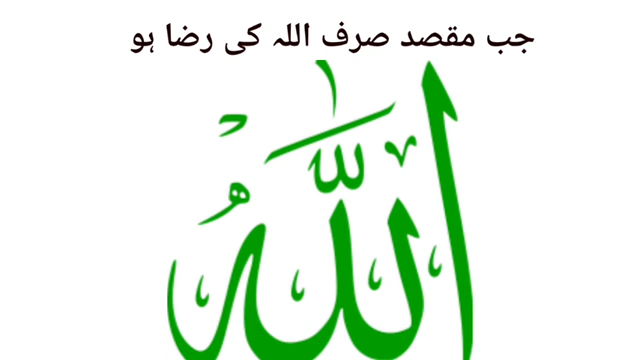 جب مقصد صرف اللہ کی رضا ہو
ﷲ